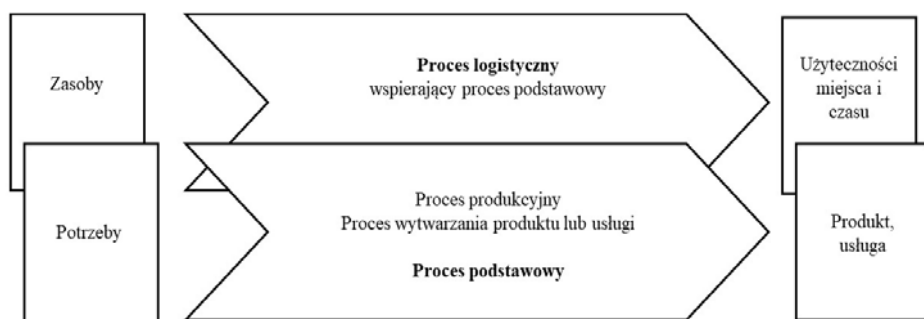 Zasoby
Proces logistyczny
wspierający proces podstawowy
Użyteczności
miejsca i
czasu
Potrzeby
Proces produkcyjny
Proces wytwarzania produktu lub usługi
Proces podstawowy
Produkt,
usługa